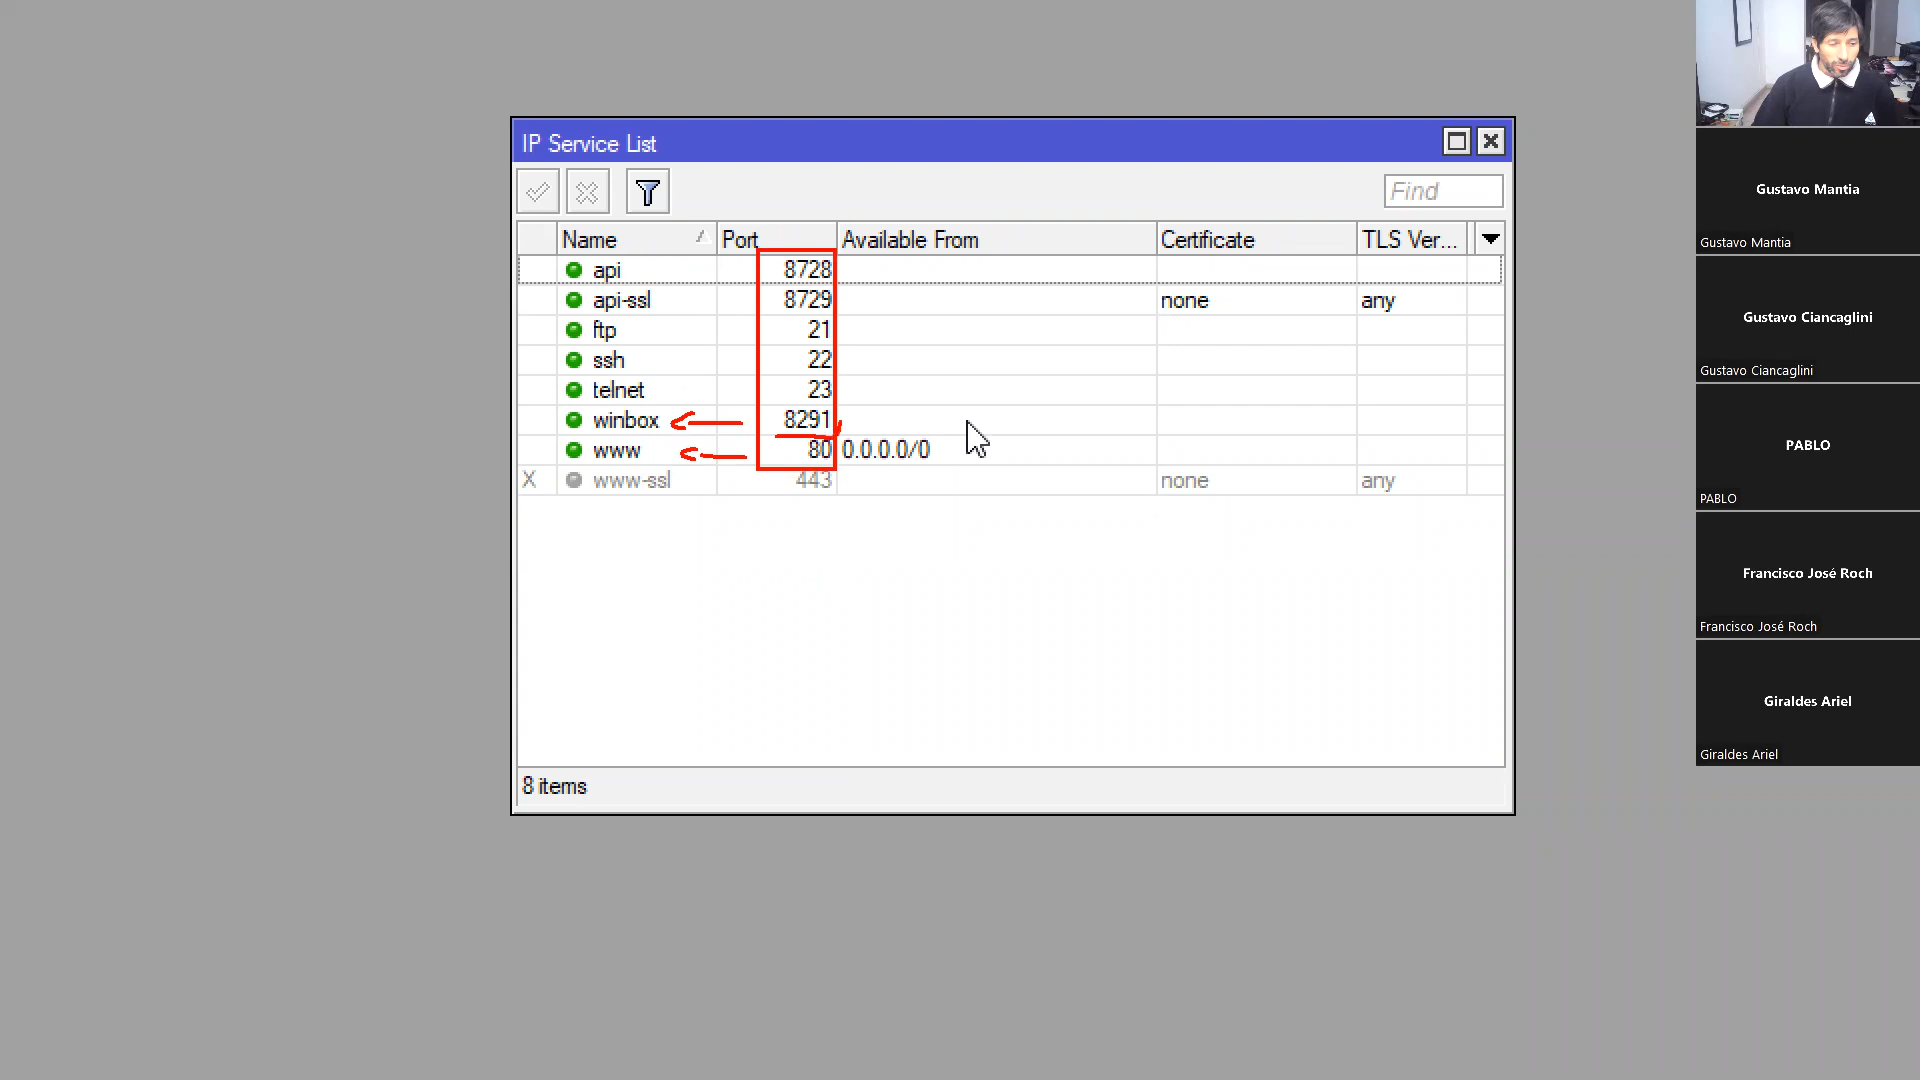 IP Service List
Find
Name Port Available From Certificate TLS Ver...
api 8728
api-ssl 8729 none any
ftp 21
ssh 22
telnet 23
winbox 8291
www 80 0.0.0.0/0
X www-ssl 443 none any
8 items
Gustavo Mantia
Gustavo Mantia
Gustavo Ciancaglini
Gustavo Ciancaglini
PABLO
PABLO
Francisco José Roch
Francisco José Roch
Giraldes Ariel
Giraldes Ariel